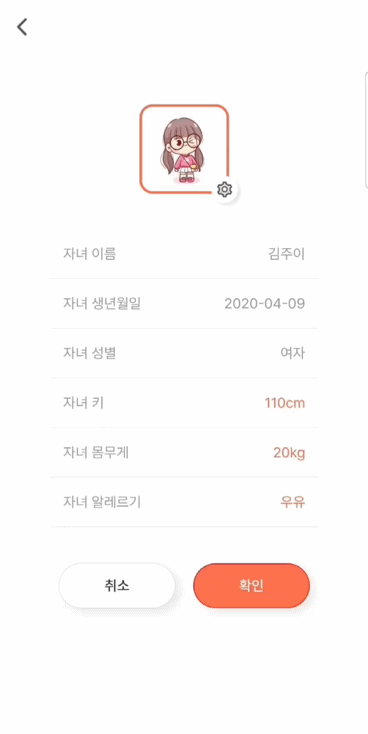 자녀 이름 김주이
자녀 생년월일 2020-04-09
자녀 성별 여자
자녀 키 110cm
자녀 몸무게 20kg
자녀 알레르기 우유
취소 확인